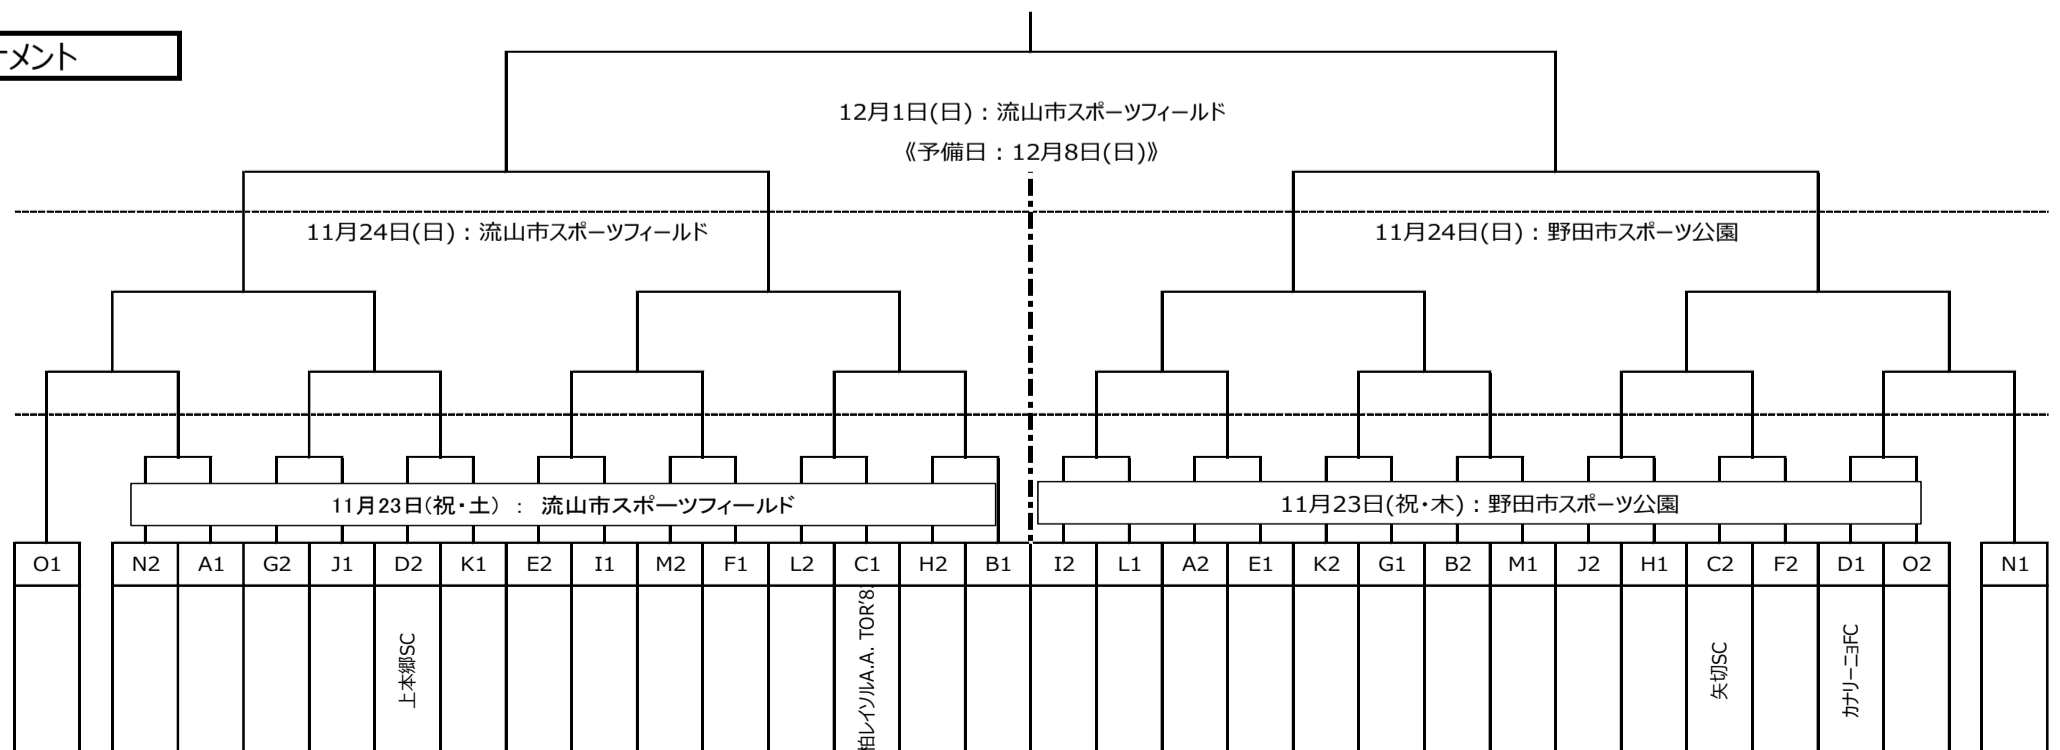 ナメント
12月1日(日)：流山市スポーツフィールド
《予備日：12月8日(日)》
11月24日(日)：流山市スポーツフィールド
11月24日(日)：野田市スポーツ公園
11月23日(祝・土) ： 流山市スポーツフィールド
11月23日(祝・木)：野田市スポーツ公園
O1 N2 A1 G2 J1 D2 K1 E2 I1 M2 F1 L2 C1 H2 B1 I2 L1 A2 E1 K2 G1 B2 M1 J2 H1 C2 F2 D1 O2 N1
上本郷SC
柏レイソルA.A. TOR'8
矢切SC
カナリーニョFC